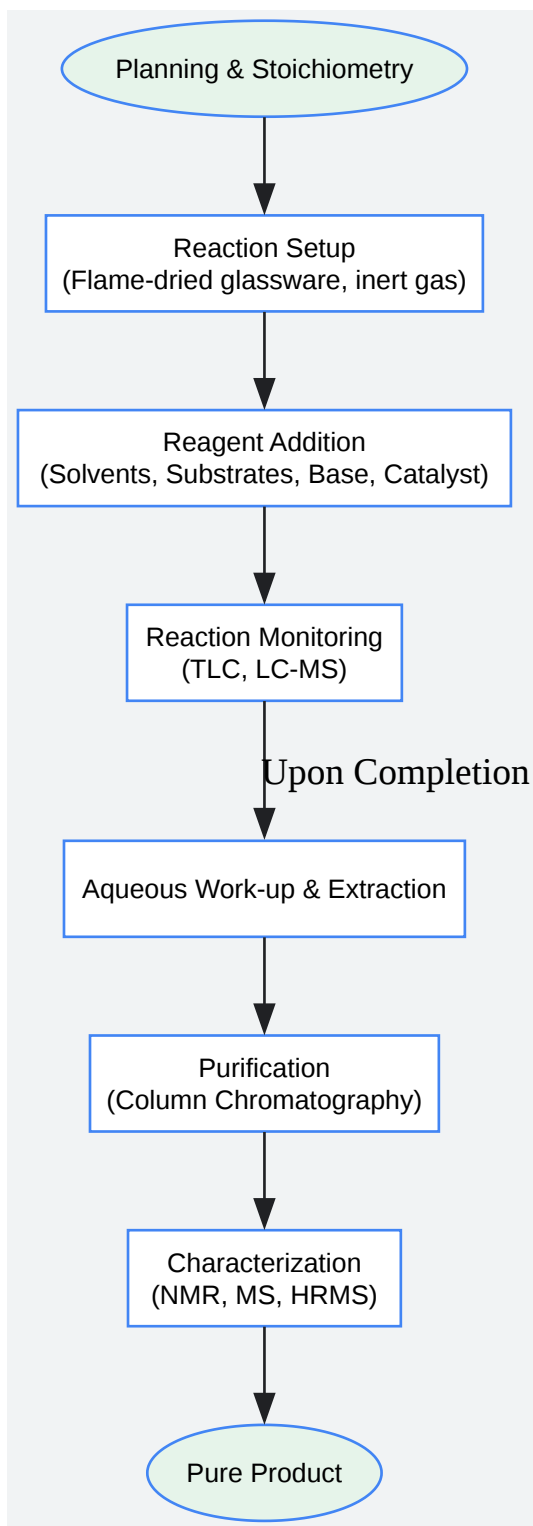 Planning & Stoichiometry
Reaction Setup
(Flame-dried glassware, inert gas)
Reagent Addition
(Solvents, Substrates, Base, Catalyst)
Reaction Monitoring
(TLC, LC-MS)
Upon Completion
Aqueous Work-up & Extraction
Purification
(Column Chromatography)
Characterization
(NMR, MS, HRMS)
Pure Product